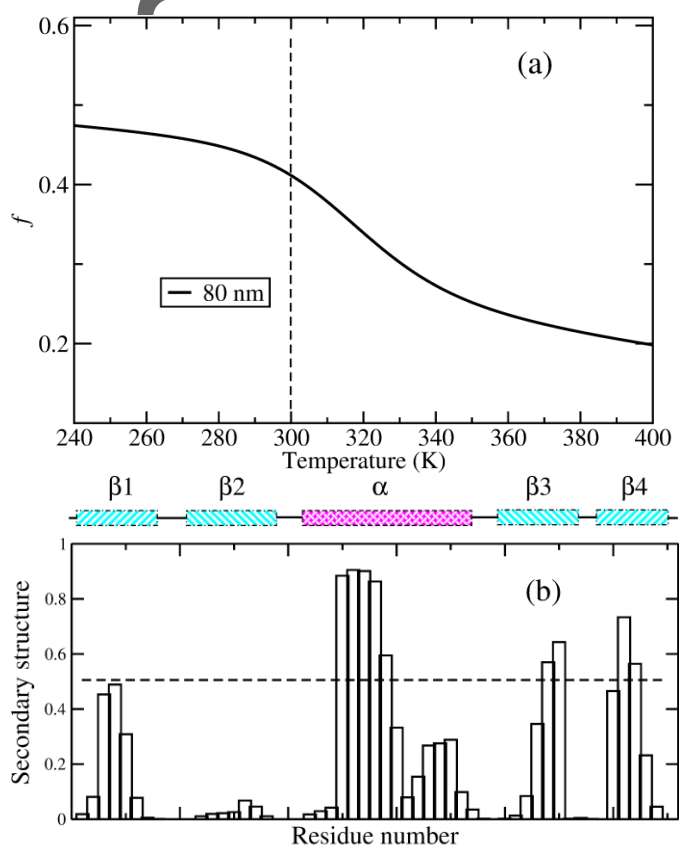 0.6
(a)
0.4
f
80 nm
0.2
240 260 280 300 320 340 360 380 400
Temperature (K)
β1 β2 α β3 β4
1
(b)
0.8
0.6
Secondary structure
0.4
0.2
0
Residue number